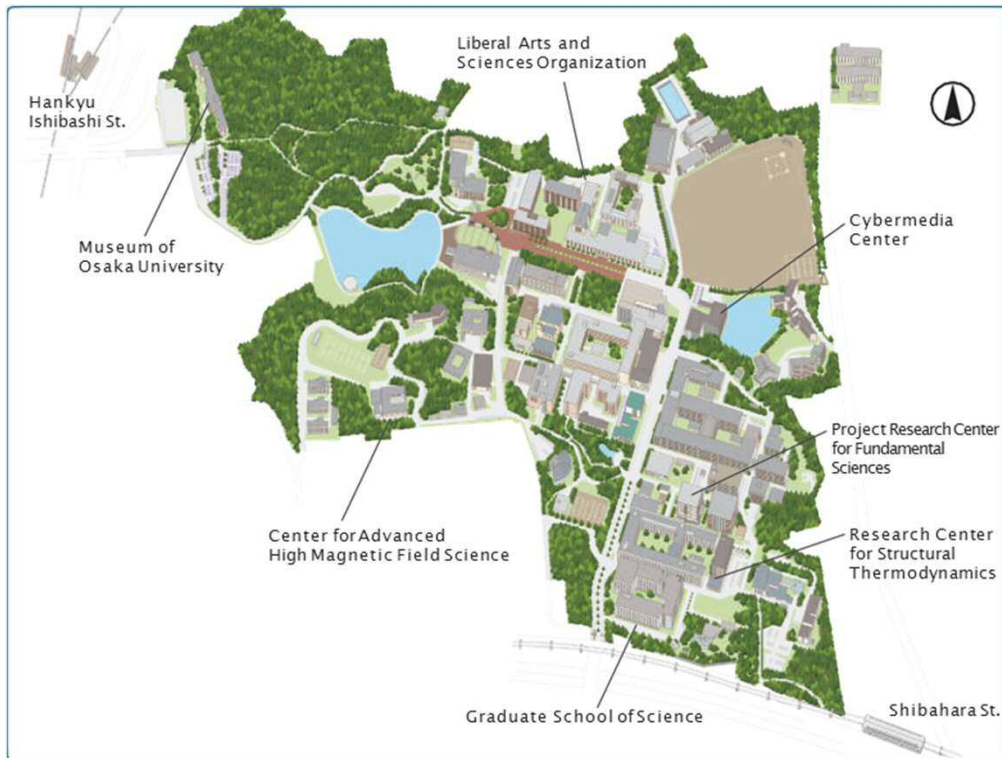 Liberal Arts and
Sciences Organization
Hankyu
Ishibashi St.
Museum of
Osaka University
Cybermedia
Center
Project Research Center
for Fundamental
Sciences
Center for Advanced
High Magnetic Field Science
Research Center
for Structural
Thermodynamics
Graduate School of Science
Shibahara St.